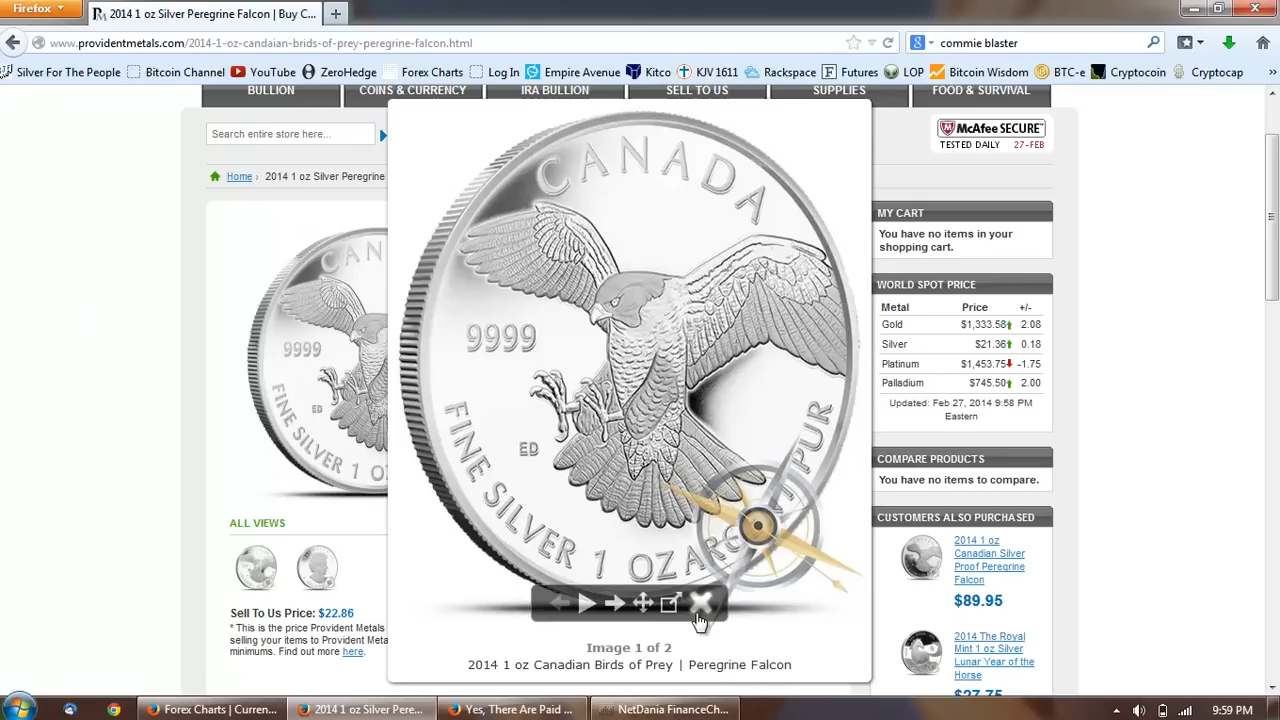 Firefox
2014 1 oz Silver Peregrine Falcon | Buy C...
www.providentmetals.com/2014-1-oz-candaian-brids-of-prey-peregrine-falcon.html
commie blaster
Silver For The People
Bitcoin Channel
YouTube
ZeroHedge
Forex Charts
Log In
Empire Avenue
Kitco
KJV 1611
Rackspace
Futures
LOP
Bitcoin Wisdom
BTC-e
Cryptocoin
Cryptocap
»
BULLION
COINS & CURRENCY
IRA BULLION
SELL TO US
SUPPLIES
FOOD & SURVIVAL
Search entire store here...
McAfee SECURE
TESTED DAILY 27-FEB
Home › 2014 1 oz Silver Peregrine
CANADA
9999
ED
FINE SILVER 1 OZ ARGENT PUR
CANA
9999
ED
FINE SILVER 1 O
ALL VIEWS
Sell To Us Price: $22.86
* This is the price Provident Metals
selling your items to Provident Meta
minimums. Find out more here.
Image 1 of 2
2014 1 oz Canadian Birds of Prey | Peregrine Falcon
MY CART
You have no items in your
shopping cart.
WORLD SPOT PRICE
Metal Price +/-
Gold $1,333.58 2.08
Silver $21.36 0.18
Platinum $1,453.75 -1.75
Palladium $745.50 2.00
Updated: Feb 27, 2014 9:58 PM
Eastern
COMPARE PRODUCTS
You have no items to compare.
CUSTOMERS ALSO PURCHASED
2014 1 oz
Canadian Silver
Proof Peregrine
Falcon
$89.95
2014 The Royal
Mint 1 oz Silver
Lunar Year of the
Horse
$27.75
Forex Charts | Curren...
2014 1 oz Silver Pere...
Yes, There Are Paid ...
NetDania FinanceCh...
9:59 PM